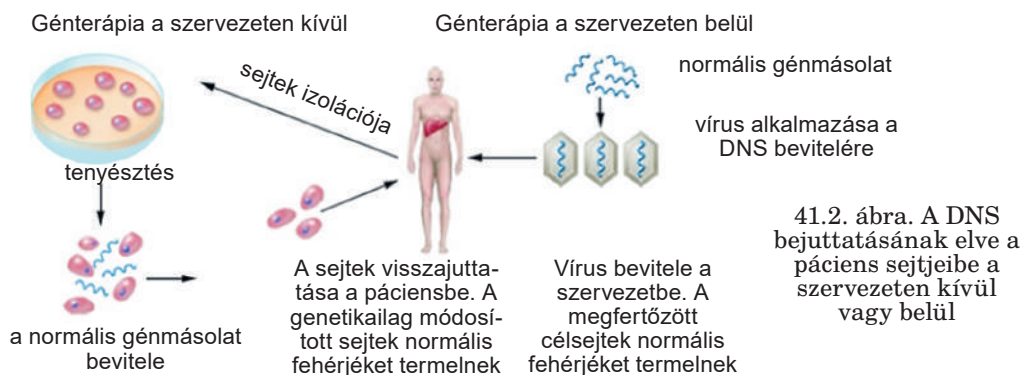 Génterápia a szervezeten kívül
Génterápia a szervezeten belül
sejtek izolációja
normális génmásolat
vírus alkalmazása a
DNS bevitelére
tenyésztés
a normális génmásolat
bevitele
A sejtek visszajutta-
tása a páciensbe. A
genetikailag módosí-
tott sejtek normális
fehérjéket termelnek
Vírus bevitele a
szervezetbe. A
megfertőzött
célsejtek normális
fehérjéket termelnek
41.2. ábra. A DNS
bejuttatásának elve a
páciens sejtjeibe a
szervezeten kívül
vagy belül